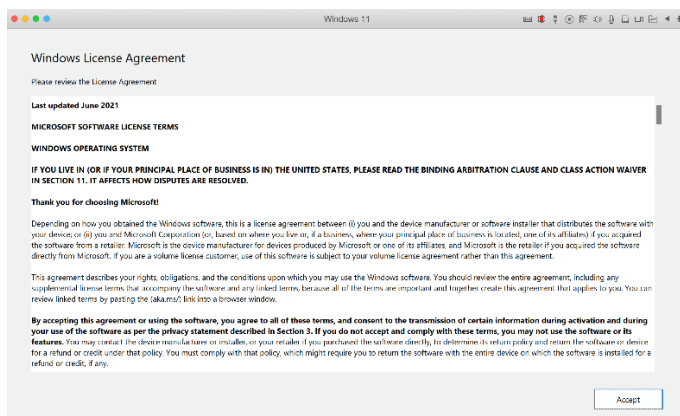 Windows 11
Windows License Agreement
Please review the License Agreement
Last updated June 2021
MICROSOFT SOFTWARE LICENSE TERMS
WINDOWS OPERATING SYSTEM
IF YOU LIVE IN (OR IF YOUR PRINCIPAL PLACE OF BUSINESS IS IN) THE UNITED STATES, PLEASE READ THE BINDING ARBITRATION CLAUSE AND CLASS ACTION WAIVER
IN SECTION 11. IT AFFECTS HOW DISPUTES ARE RESOLVED.
Thank you for choosing Microsoft!
Depending on how you obtained the Windows software, this is a license agreement between (i) you and the device manufacturer or software installer that distributes the software with
your device; or (ii) you and Microsoft Corporation (or, based on where you live or, if a business, where your principal place of business is located, one of its affiliates) if you acquired
the software from a retailer. Microsoft is the device manufacturer for devices produced by Microsoft or one of its affiliates, and Microsoft is the retailer if you acquired the software
directly from Microsoft. If you are a volume license customer, use of this software is subject to your volume license agreement rather than this agreement.
This agreement describes your rights, obligations, and the conditions upon which you may use the Windows software. You should review the entire agreement, including any
supplemental license terms that accompany the software and any linked terms, because all of the terms are important and together create this agreement that applies to you. You can
review linked terms by pasting the (aka.ms/) link into a browser window.
By accepting this agreement or using the software, you agree to all of these terms, and consent to the transmission of certain information during activation and during
your use of the software as per the privacy statement described in Section 3. If you do not accept and comply with these terms, you may not use the software or its
features. You may contact the device manufacturer or installer, or your retailer if you purchased the software directly, to determine its return policy and return the software or device
for a refund or credit under that policy. You must comply with that policy, which might require you to return the software with the entire device on which the software is installed for a
refund or credit, if any.
Accept